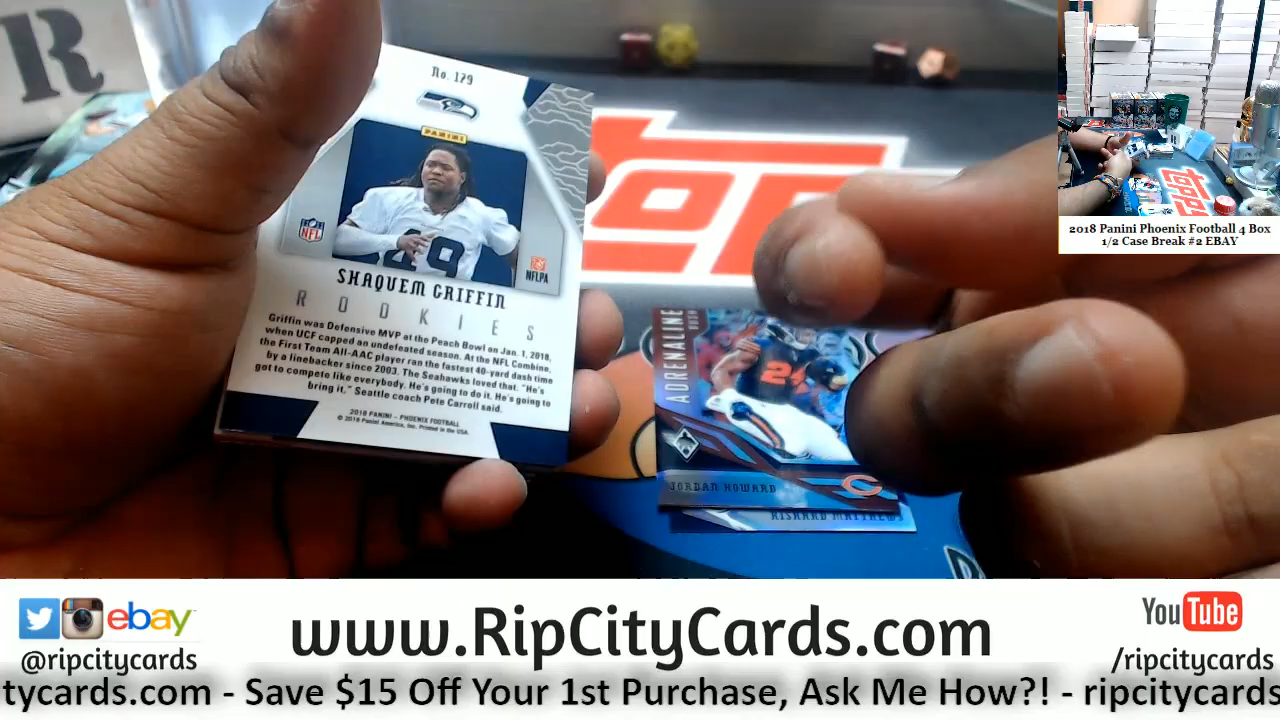 R
No. 179
PANINI
49
NFL
NFLPA
SHAQUEM GRIFFIN
ROOKIES
Griffin was Defensive MVP at the Peach Bowl on Jan. 1, 2018,
when UCF capped an undefeated season. At the NFL Combine,
the First Team All-AAC player ran the fastest 40-yard dash time
by a linebacker since 2003. The Seahawks loved that. "He's
got to compete like everybody. He's going to do it. He's going to
bring it." Seattle coach Pete Carroll said.
2018 PANINI – PHOENIX FOOTBALL
© 2018 Panini America, Inc. Printed in the USA.
ADRENALINE
RUSH
24
JORDAN HOWARD
RISHARD MATTHEWS
TOPPS
2018 Panini Phoenix Football 4 Box
1/2 Case Break #2 EBAY
ebay
@ripcitycards
www.RipCityCards.com
YouTube
/ripcitycards
tycards.com - Save $15 Off Your 1st Purchase, Ask Me How?! - ripcitycards